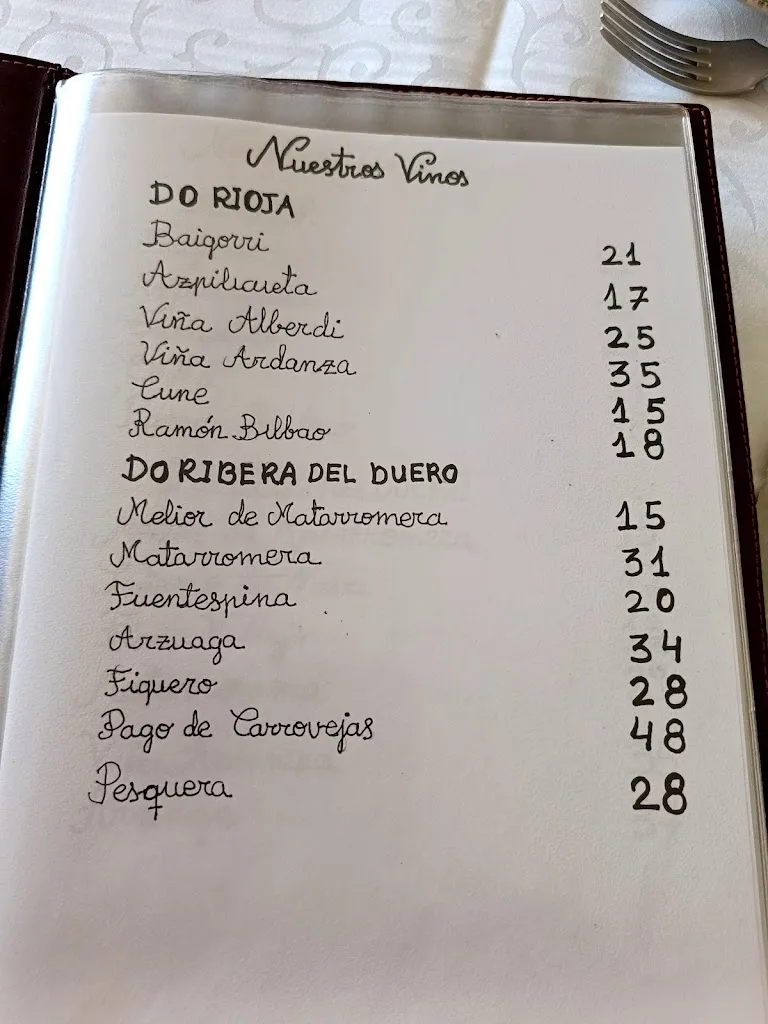 Nuestros Vinos
DO RIOJA
Baigorri 21
Azpilicueta 17
Viña Alberdi 25
Viña Ardanza 35
Cune 15
Ramón Bilbao 18
DO RIBERA DEL DUERO
Melior de Matarromera 15
Matarromera 31
Fuentespina 20
Arzuaga 34
Figuero 28
Pago de Carrovejas 48
Pesquera 28